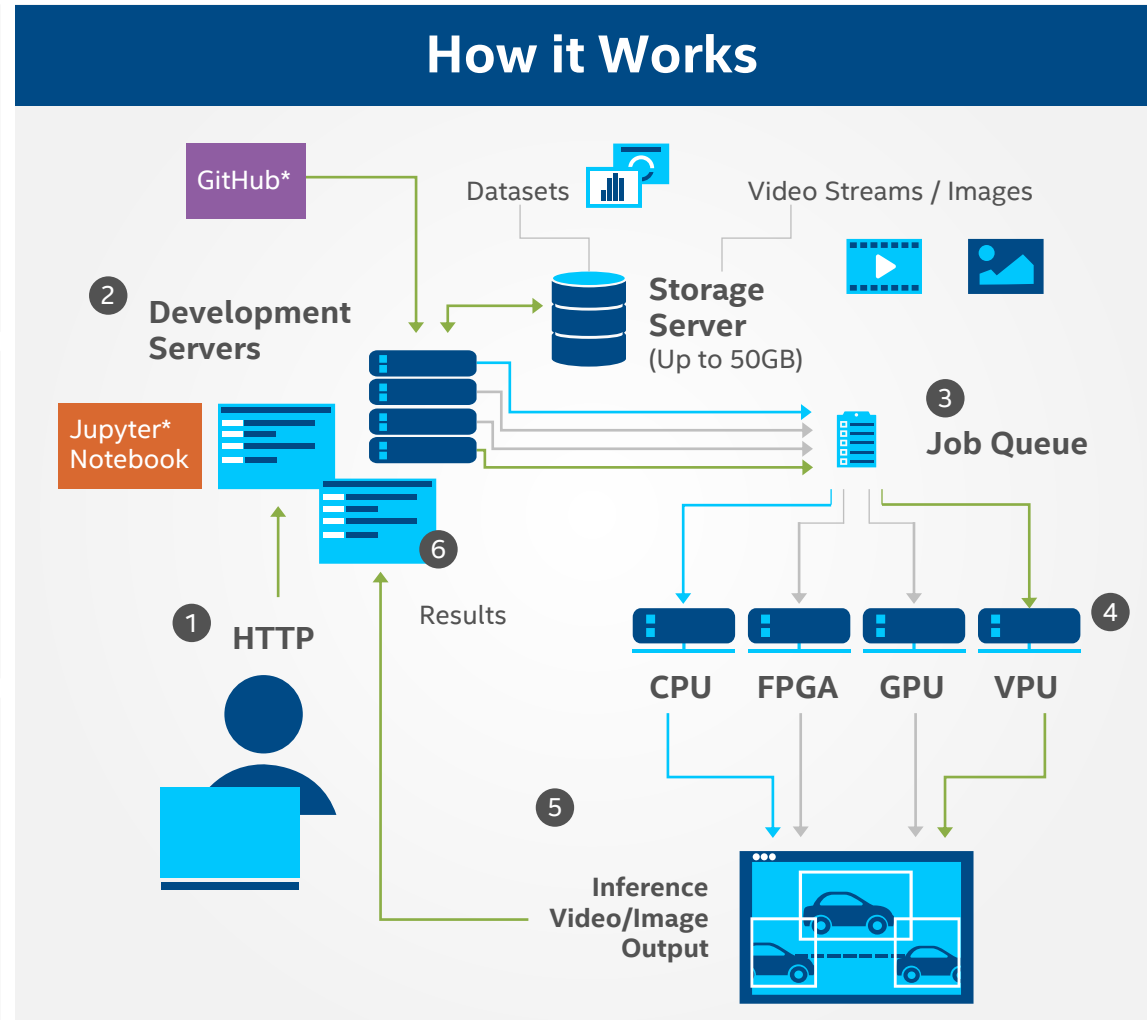 How it Works
GitHub*
Datasets
Video Streams / Images
2
Development
Servers
Storage
Server
(Up to 50GB)
Jupyter*
Notebook
3
Job Queue
6
1
HTTP
Results
4
CPU
FPGA
GPU
VPU
5
Inference
Video/Image
Output